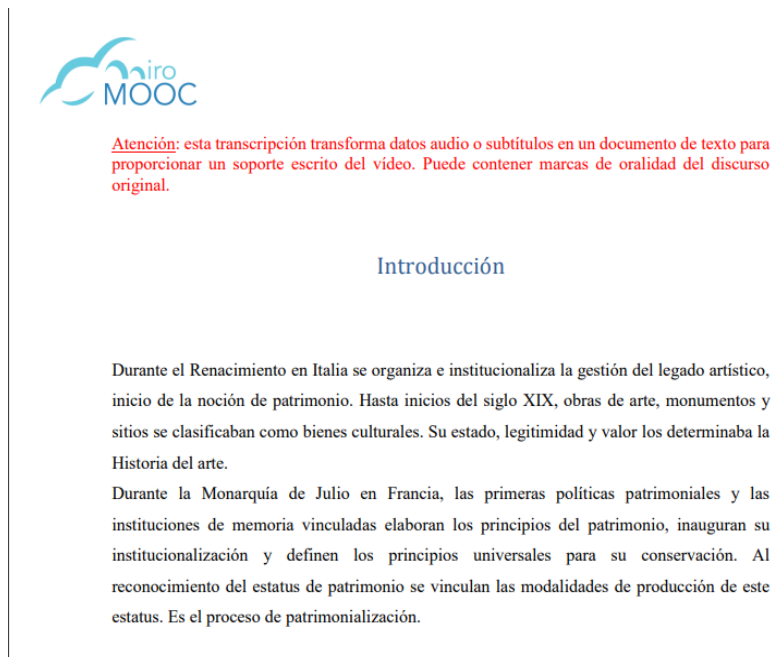 miro
MOOC
Atención: esta transcripción transforma datos audio o subtítulos en un documento de texto para
proporcionar un soporte escrito del vídeo. Puede contener marcas de oralidad del discurso
original.
Introducción
Durante el Renacimiento en Italia se organiza e institucionaliza la gestión del legado artístico,
inicio de la noción de patrimonio. Hasta inicios del siglo XIX, obras de arte, monumentos y
sitios se clasificaban como bienes culturales. Su estado, legitimidad y valor los determinaba la
Historia del arte.
Durante la Monarquía de Julio en Francia, las primeras políticas patrimoniales y las
instituciones de memoria vinculadas elaboran los principios del patrimonio, inauguran su
institucionalización y definen los principios universales para su conservación. Al
reconocimiento del estatus de patrimonio se vinculan las modalidades de producción de este
estatus. Es el proceso de patrimonialización.